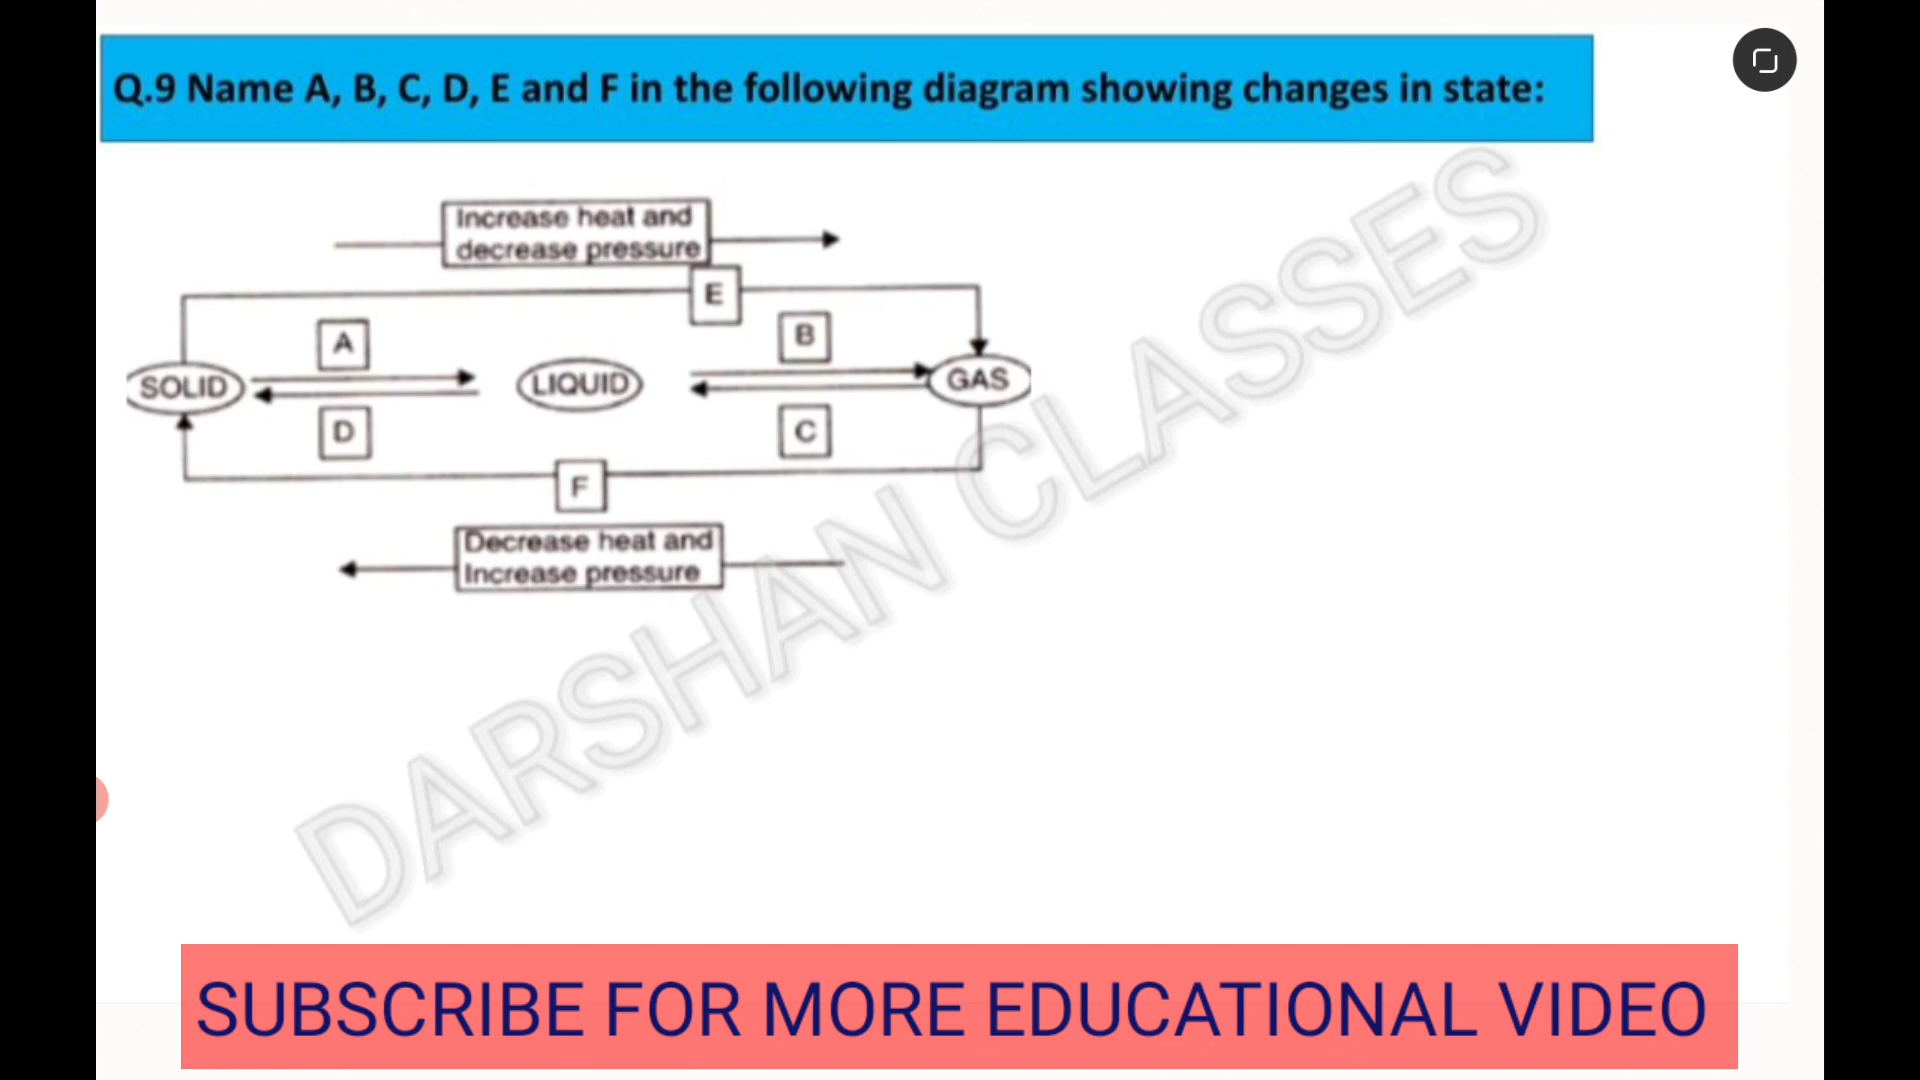 Q.9 Name A, B, C, D, E and F in the following diagram showing changes in state:
Increase heat and
decrease pressure
E
A
B
SOLID
LIQUID
GAS
D
C
F
Decrease heat and
Increase pressure
DARSHAN CLASSES
SUBSCRIBE FOR MORE EDUCATIONAL VIDEO